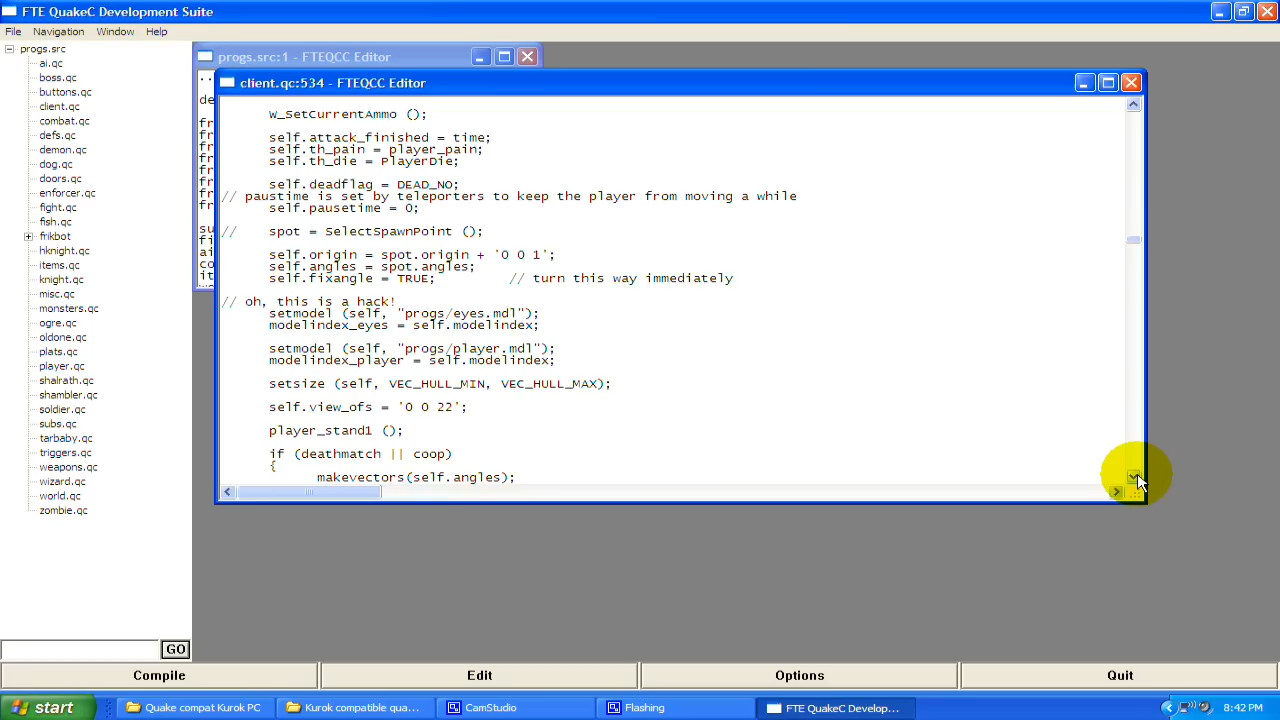 FTE QuakeC Development Suite
File Navigation Window Help
progs.src
ai.qc
boss.qc
buttons.qc
client.qc
combat.qc
defs.qc
demon.qc
dog.qc
doors.qc
enforcer.qc
fight.qc
fish.qc
frikbot
hknight.qc
items.qc
knight.qc
misc.qc
monsters.qc
ogre.qc
oldone.qc
plats.qc
player.qc
shalrath.qc
shambler.qc
soldier.qc
subs.qc
tarbaby.qc
triggers.qc
weapons.qc
wizard.qc
world.qc
zombie.qc
GO
progs.src:1 - FTEQCC Editor
client.qc:534 - FTEQCC Editor
W_SetCurrentAmmo ();
self.attack_finished = time;
self.th_pain = player_pain;
self.th_die = PlayerDie;
self.deadflag = DEAD_NO;
// paustime is set by teleporters to keep the player from moving a while
self.pausetime = 0;
// spot = SelectSpawnPoint ();
self.origin = spot.origin + '0 0 1';
self.angles = spot.angles;
self.fixangle = TRUE; // turn this way immediately
// oh, this is a hack!
setmodel (self, "progs/eyes.mdl");
modelindex_eyes = self.modelindex;
setmodel (self, "progs/player.mdl");
modelindex_player = self.modelindex;
setsize (self, VEC_HULL_MIN, VEC_HULL_MAX);
self.view_ofs = '0 0 22';
player_stand1 ();
if (deathmatch || coop)
{
makevectors(self.angles);
Compile Edit Options Quit
start Quake compat Kurok PC Kurok compatible qua... CamStudio Flashing FTE QuakeC Develop... 8:42 PM